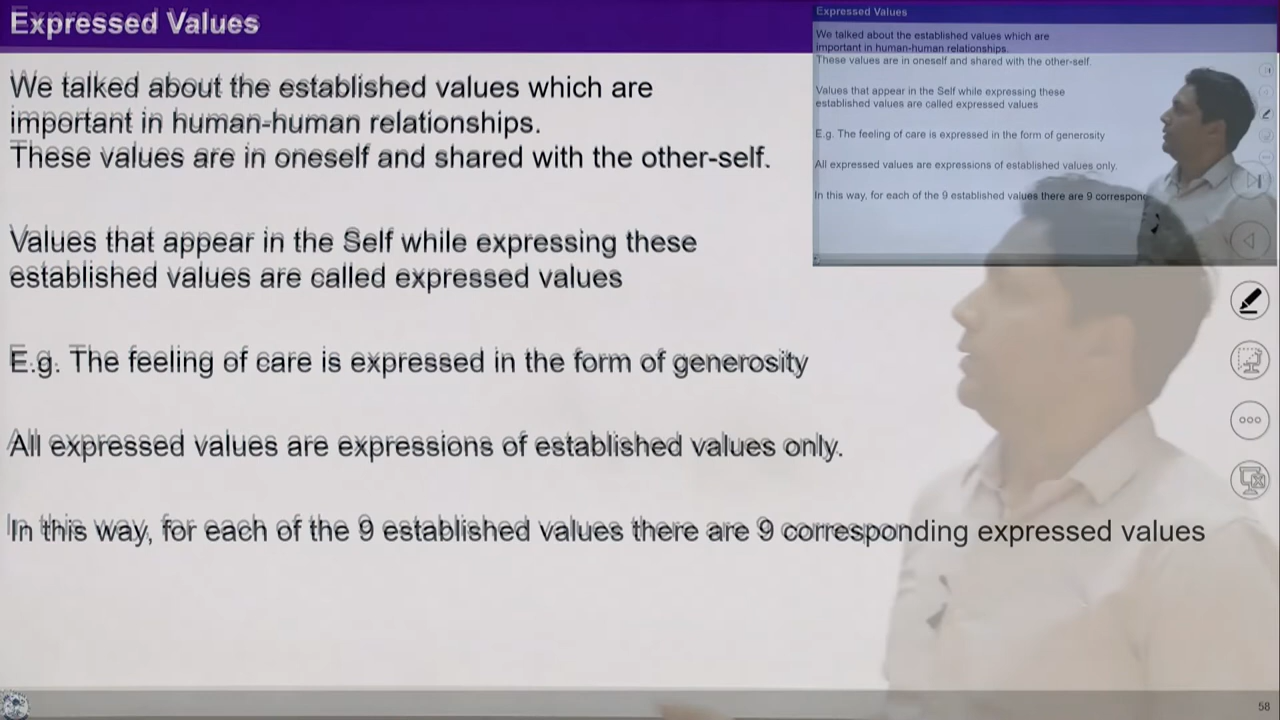 Expressed Values
We talked about the established values which are
important in human-human relationships.
These values are in oneself and shared with the other-self.
Values that appear in the Self while expressing these
established values are called expressed values
E.g. The feeling of care is expressed in the form of generosity
All expressed values are expressions of established values only.
In this way, for each of the 9 established values there are 9 corresponding expressed values
58
Expressed Values
We talked about the established values which are
important in human-human relationships.
These values are in oneself and shared with the other-self.
Values that appear in the Self while expressing these
established values are called expressed values
E.g. The feeling of care is expressed in the form of generosity
All expressed values are expressions of established values only.
In this way, for each of the 9 established values there are 9 correspon